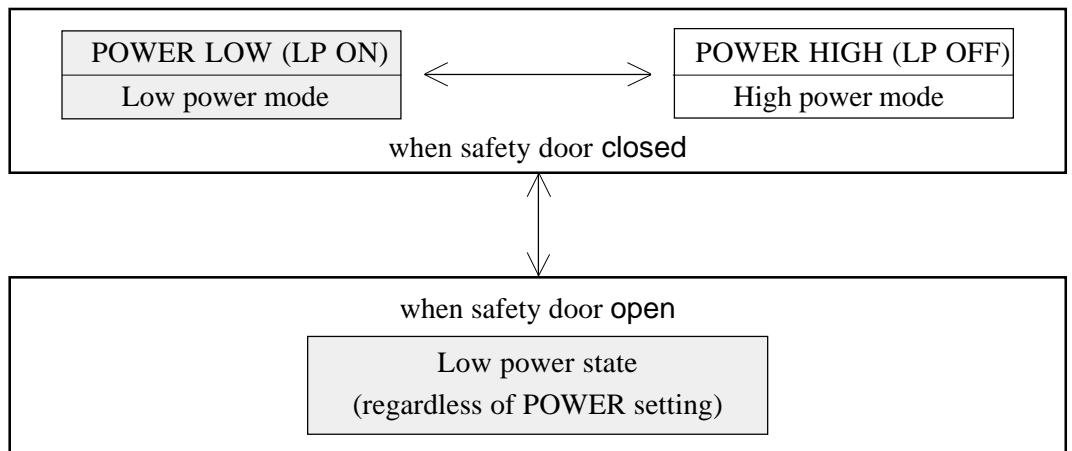 POWER LOW (LP ON)
Low power mode
POWER HIGH (LP OFF)
High power mode
when safety door closed
when safety door open
Low power state
(regardless of POWER setting)